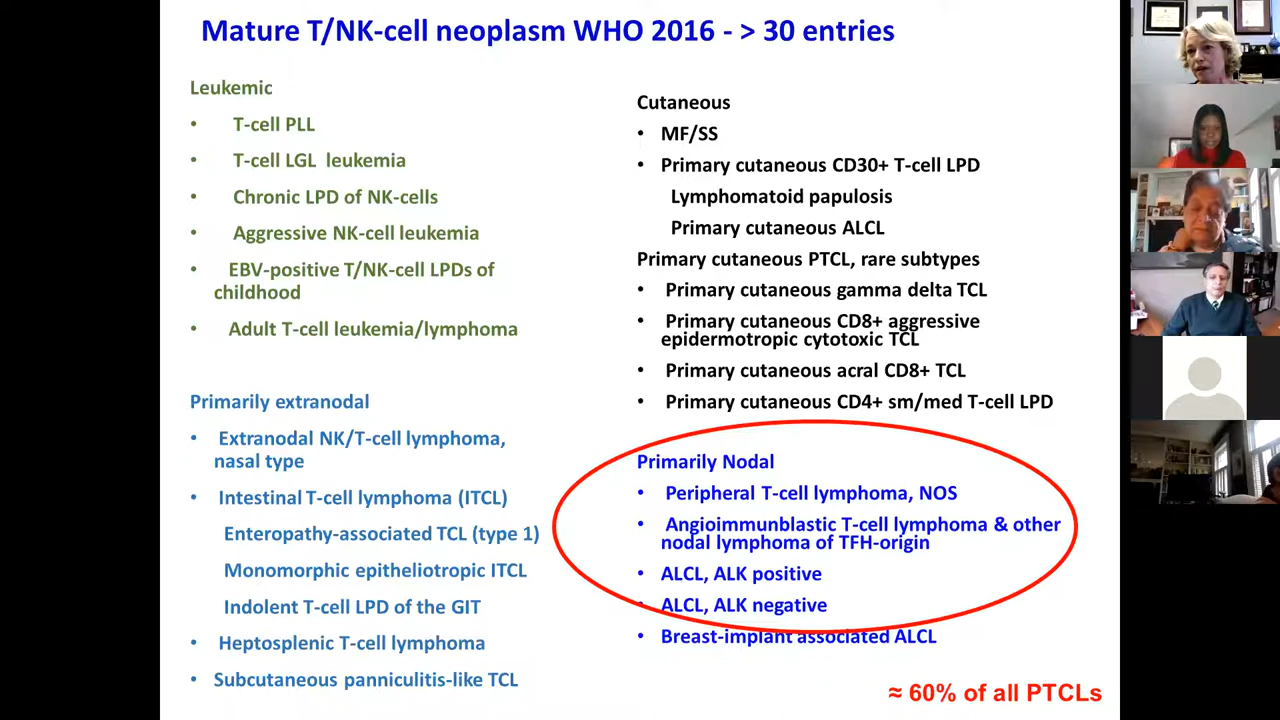 Mature T/NK-cell neoplasm WHO 2016 - > 30 entries
Leukemic
• T-cell PLL
• T-cell LGL leukemia
• Chronic LPD of NK-cells
• Aggressive NK-cell leukemia
• EBV-positive T/NK-cell LPDs of
childhood
• Adult T-cell leukemia/lymphoma
Primarily extranodal
• Extranodal NK/T-cell lymphoma,
nasal type
• Intestinal T-cell lymphoma (ITCL)
Enteropathy-associated TCL (type 1)
Monomorphic epitheliotropic ITCL
Indolent T-cell LPD of the GIT
• Heptosplenic T-cell lymphoma
• Subcutaneous panniculitis-like TCL
Cutaneous
• MF/SS
• Primary cutaneous CD30+ T-cell LPD
Lymphomatoid papulosis
Primary cutaneous ALCL
Primary cutaneous PTCL, rare subtypes
• Primary cutaneous gamma delta TCL
• Primary cutaneous CD8+ aggressive
epidermotropic cytotoxic TCL
• Primary cutaneous acral CD8+ TCL
• Primary cutaneous CD4+ sm/med T-cell LPD
Primarily Nodal
• Peripheral T-cell lymphoma, NOS
• Angioimmunblastic T-cell lymphoma & other
nodal lymphoma of TFH-origin
• ALCL, ALK positive
• ALCL, ALK negative
• Breast-implant associated ALCL
≈ 60% of all PTCLs